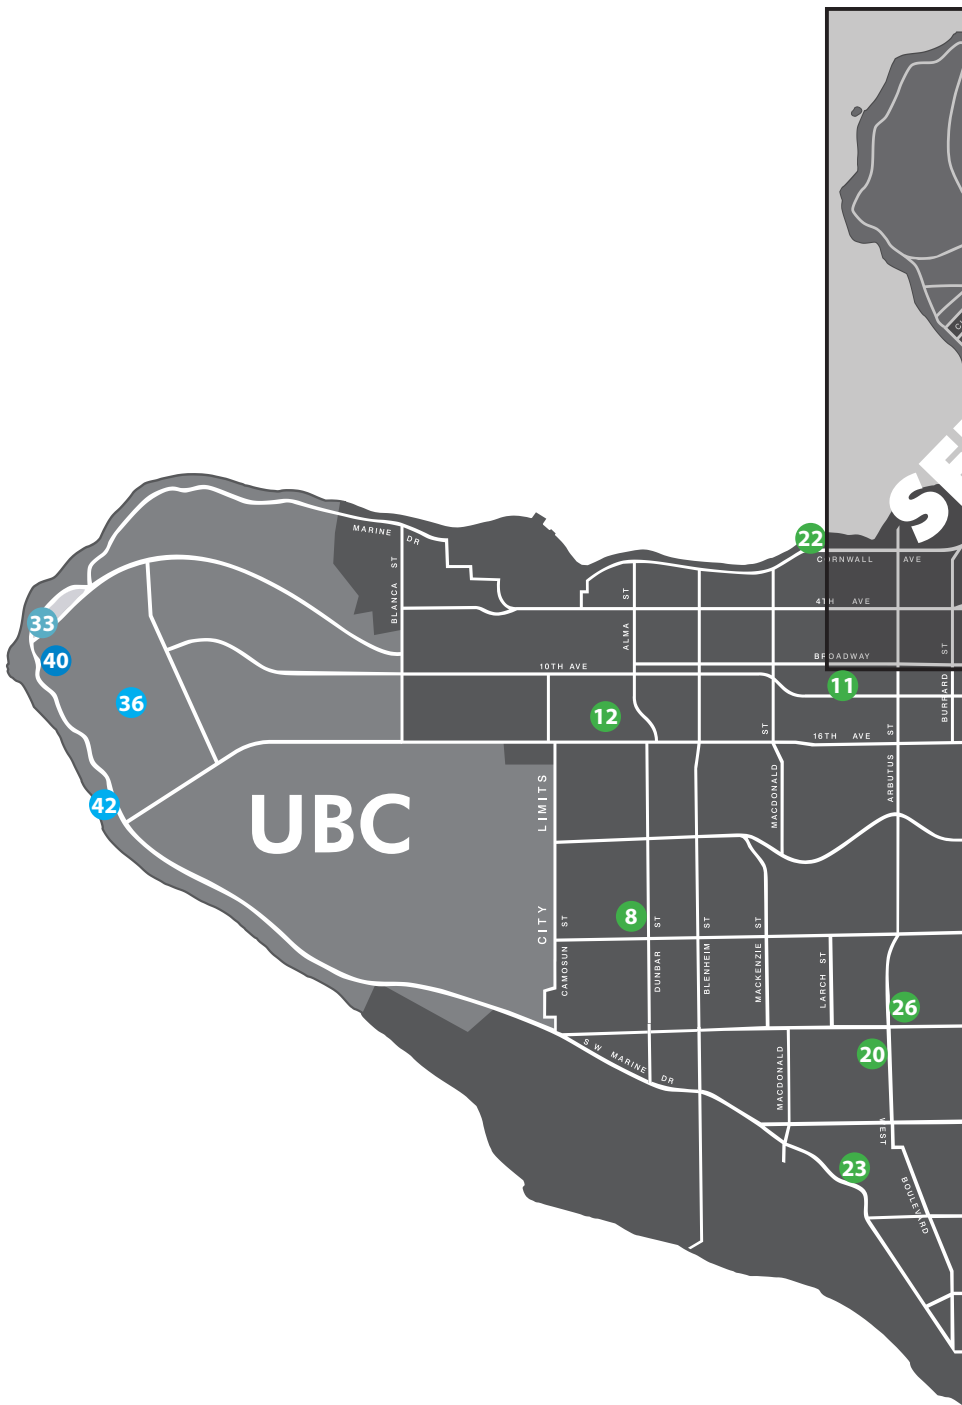 SE
22
CORNWALL AVE
MARINE DR
BLANCA ST
4TH AVE
ALMA ST
33
40
BROADWAY
BURRARD ST
10TH AVE
11
36
12
16TH AVE
ARBUTUS ST
MACDONALD ST
42
UBC
CITY LIMITS
8
CAMOSUN ST
DUNBAR ST
BLENHEIM ST
MACKENZIE ST
LARCH ST
26
20
S W MARINE DR
MACDONALD
23
WEST BOULEVARD